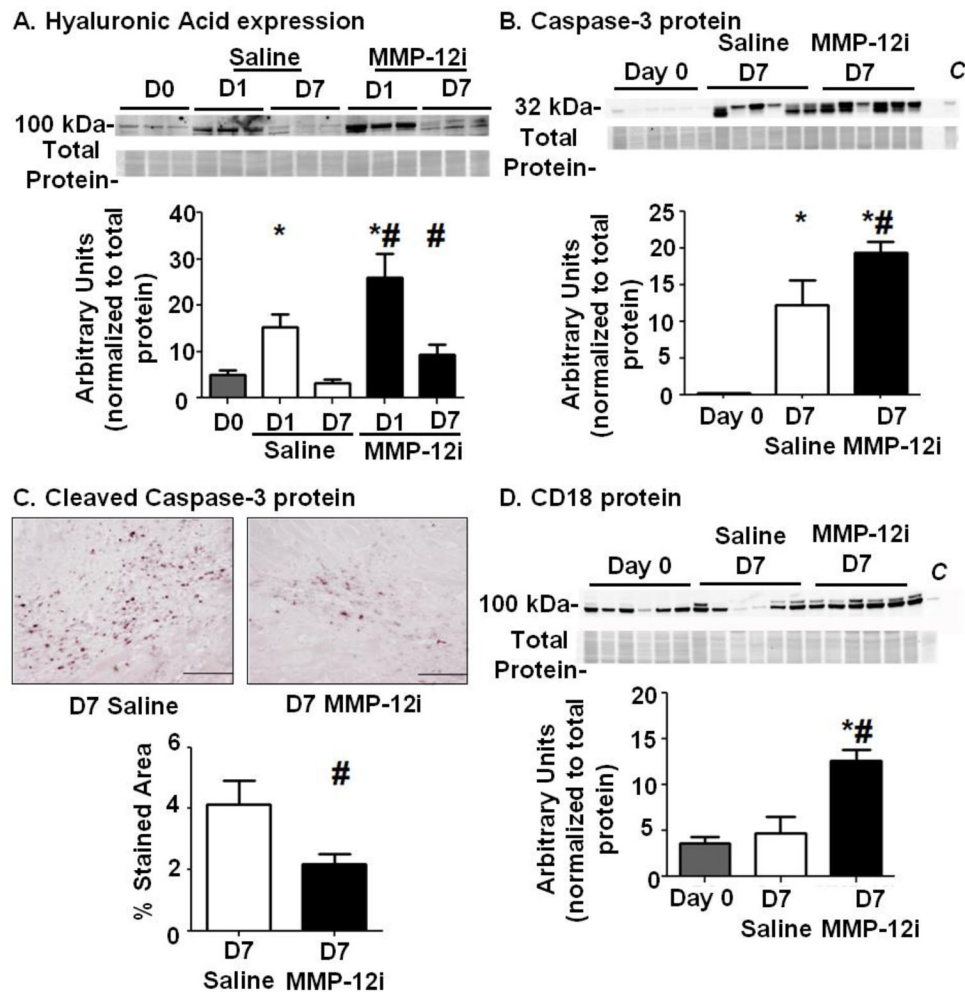 A. Hyaluronic Acid expression
Saline MMP-12i
D0 D1 D7 D1 D7
100 kDa-
Total
Protein-
Arbitrary Units
(normalized to total
protein)
40
30
20
10
0
* *# #
D0 D1 D7 D1 D7
Saline MMP-12i
B. Caspase-3 protein
Saline MMP-12i
Day 0 D7 D7 C
32 kDa-
Total
Protein-
Arbitrary Units
(normalized to total
protein)
25
20
15
10
5
0
* *#
Day 0 D7 D7
Saline MMP-12i
C. Cleaved Caspase-3 protein
D7 Saline D7 MMP-12i
% Stained Area
6
4
2
0
#
D7 D7
Saline MMP-12i
D. CD18 protein
Saline MMP-12i
Day 0 D7 D7 C
100 kDa-
Total
Protein-
Arbitrary Units
(normalized to total
protein)
20
15
10
5
0
*#
Day 0 D7 D7
Saline MMP-12i